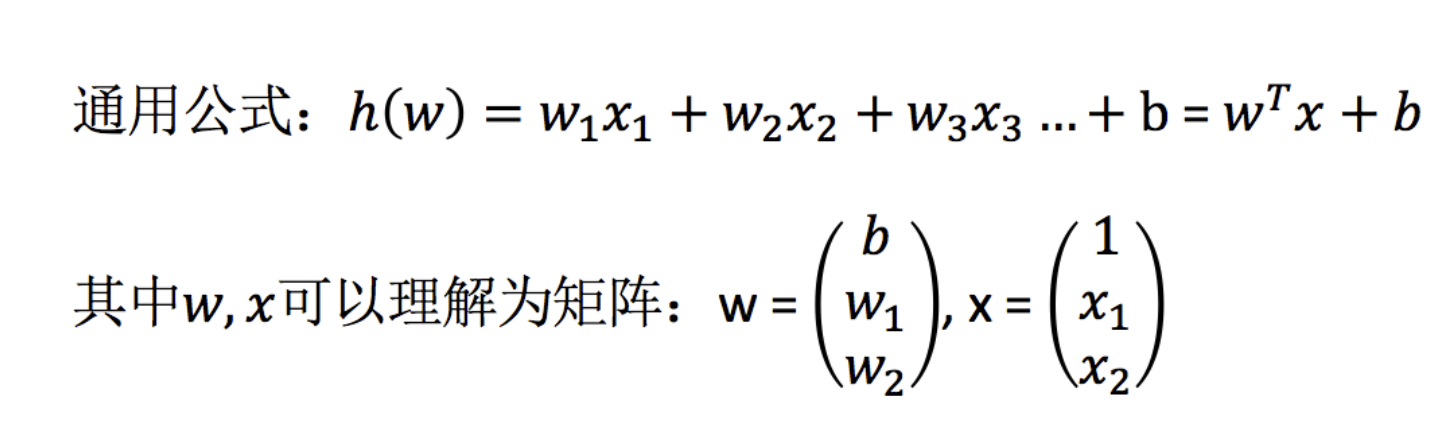 通用公式：h(w) = w₁x₁ + w₂x₂ + w₃x₃ ... + b = wᵀx + b
其中w, x可以理解为矩阵：w = (b w₁ w₂), x = (1 x₁ x₂)